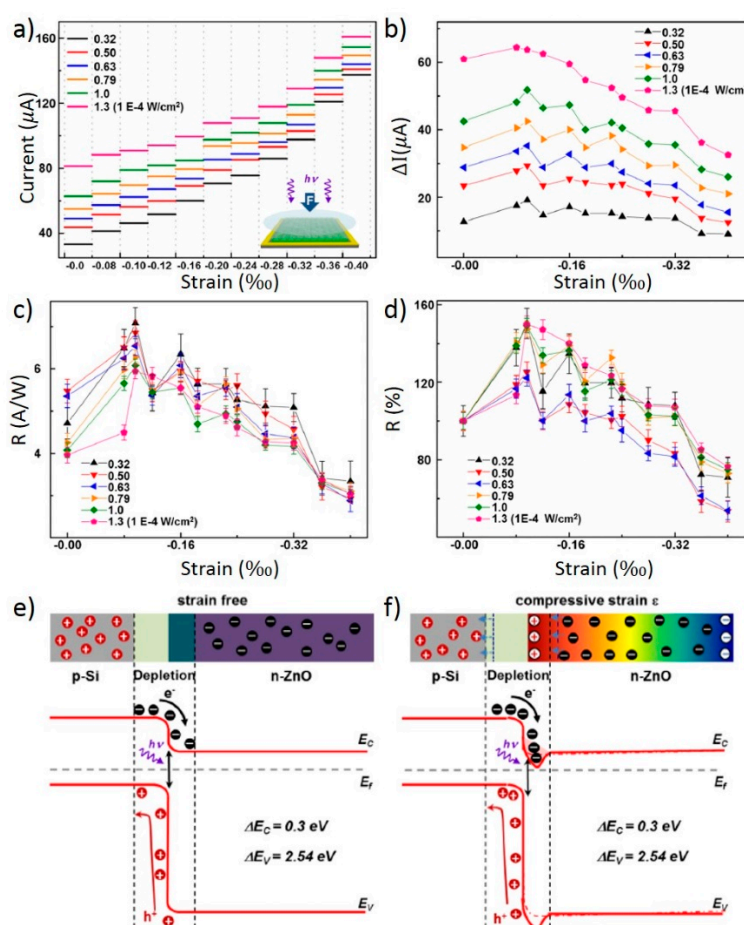 a)
Current (μA)
160
120
80
40
0.32
0.50
0.63
0.79
1.0
1.3 (1 E-4 W/cm²)
hν
F
-0.0 -0.08 -0.10 -0.12 -0.16 -0.20 -0.24 -0.28 -0.32 -0.36 -0.40
Strain (‰)
b)
ΔI(μA)
80
60
40
20
0.32
0.50
0.63
0.79
1.0
1.3 (1E-4 W/cm²)
-0.00 -0.16 -0.32
Strain (‰)
c)
R (A/W)
6
4
0.32
0.50
0.63
0.79
1.0
1.3 (1E-4 W/cm²)
-0.00 -0.16 -0.32
Strain (‰)
d)
R (%)
160
120
80
0.32
0.50
0.63
0.79
1.0
1.3 (1E-4 W/cm²)
-0.00 -0.16 -0.32
Strain (‰)
e)
strain free
p-Si Depletion n-ZnO
e⁻
hν
E_C
E_f
ΔE_C = 0.3 eV
ΔE_V = 2.54 eV
E_V
h⁺
f)
compressive strain ε
p-Si Depletion n-ZnO
e⁻
hν
E_C
E_f
ΔE_C = 0.3 eV
ΔE_V = 2.54 eV
E_V
h⁺